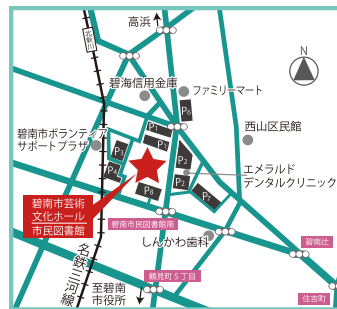 高浜
北新川
N
碧海信用金庫
ファミリーマート
P6
P1
P1
碧南市ボランティア
サポートプラザ
西山区民館
P3
P2
P4
エメラルド
デンタルクリニック
P2
P8
P7
碧南市芸術
文化ホール
市民図書館
碧南市民図書館南
しんかわ歯科
碧南辻
名鉄三河線
鶴見町5丁目
至碧南
市役所
住吉町